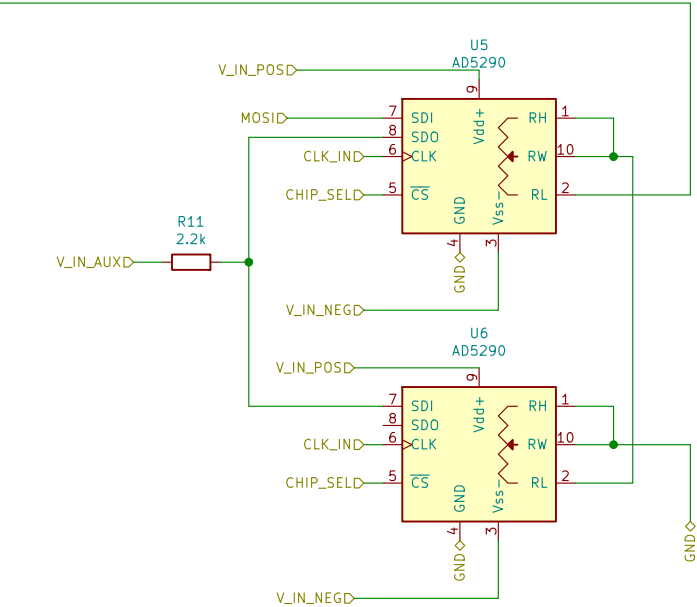 U5
AD5290
V_IN_POS
9
MOSI
7
SDI
Vdd+
RH
1
8
SDO
CLK_IN
6
CLK
RW
10
CHIP_SEL
5
CS
RL
2
GND
Vss-
R11
2.2k
4
3
V_IN_AUX
GND
V_IN_NEG
U6
AD5290
V_IN_POS
9
7
SDI
Vdd+
RH
1
8
SDO
CLK_IN
6
CLK
RW
10
CHIP_SEL
5
CS
RL
2
GND
Vss-
4
3
GND
GND
V_IN_NEG